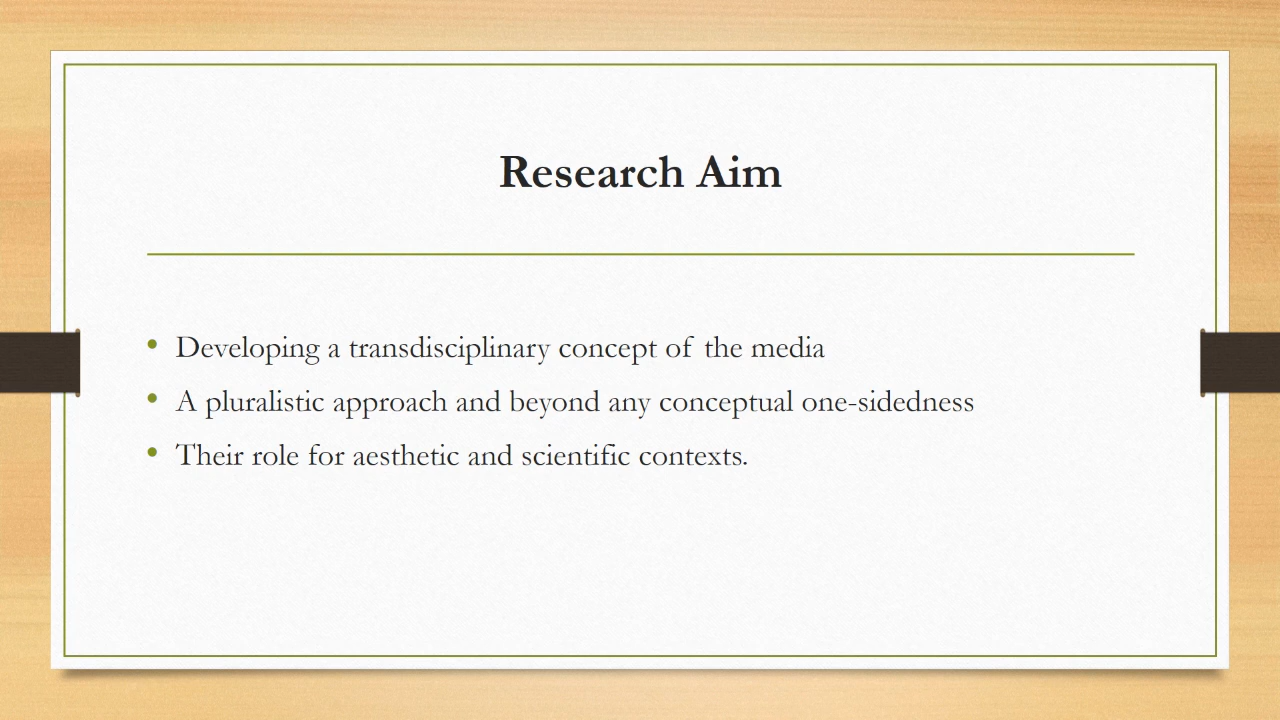 Research Aim
• Developing a transdisciplinary concept of the media
• A pluralistic approach and beyond any conceptual one-sidedness
• Their role for aesthetic and scientific contexts.